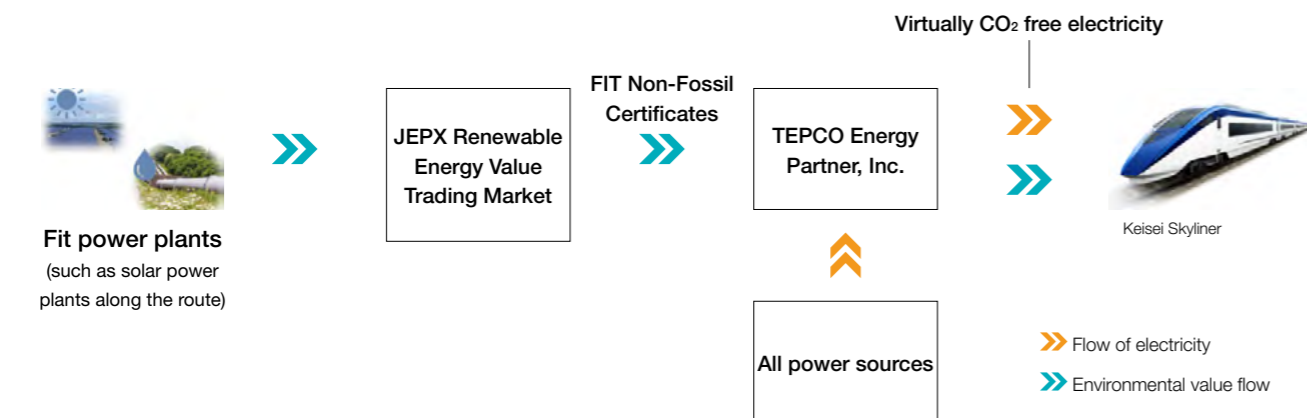 Virtually CO₂ free electricity
FIT Non-Fossil
Certificates
JEPX Renewable
Energy Value
Trading Market
TEPCO Energy
Partner, Inc.
Fit power plants
(such as solar power
plants along the route)
Keisei Skyliner
All power sources
Flow of electricity
Environmental value flow